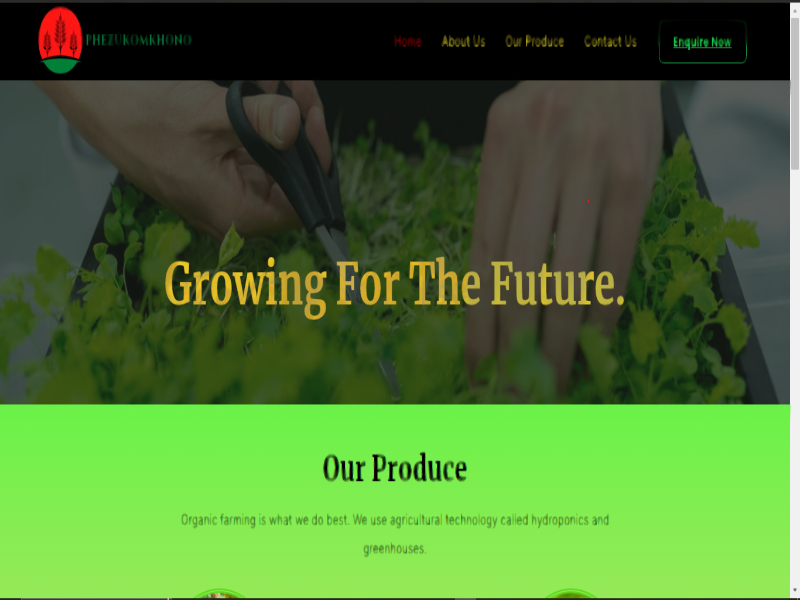 PHEZUKOMKHONO
Home About Us Our Produce Contact Us Enquire Now
Growing For The Future.
Our Produce
Organic farming is what we do best. We use agricultural technology called hydroponics and
greenhouses.